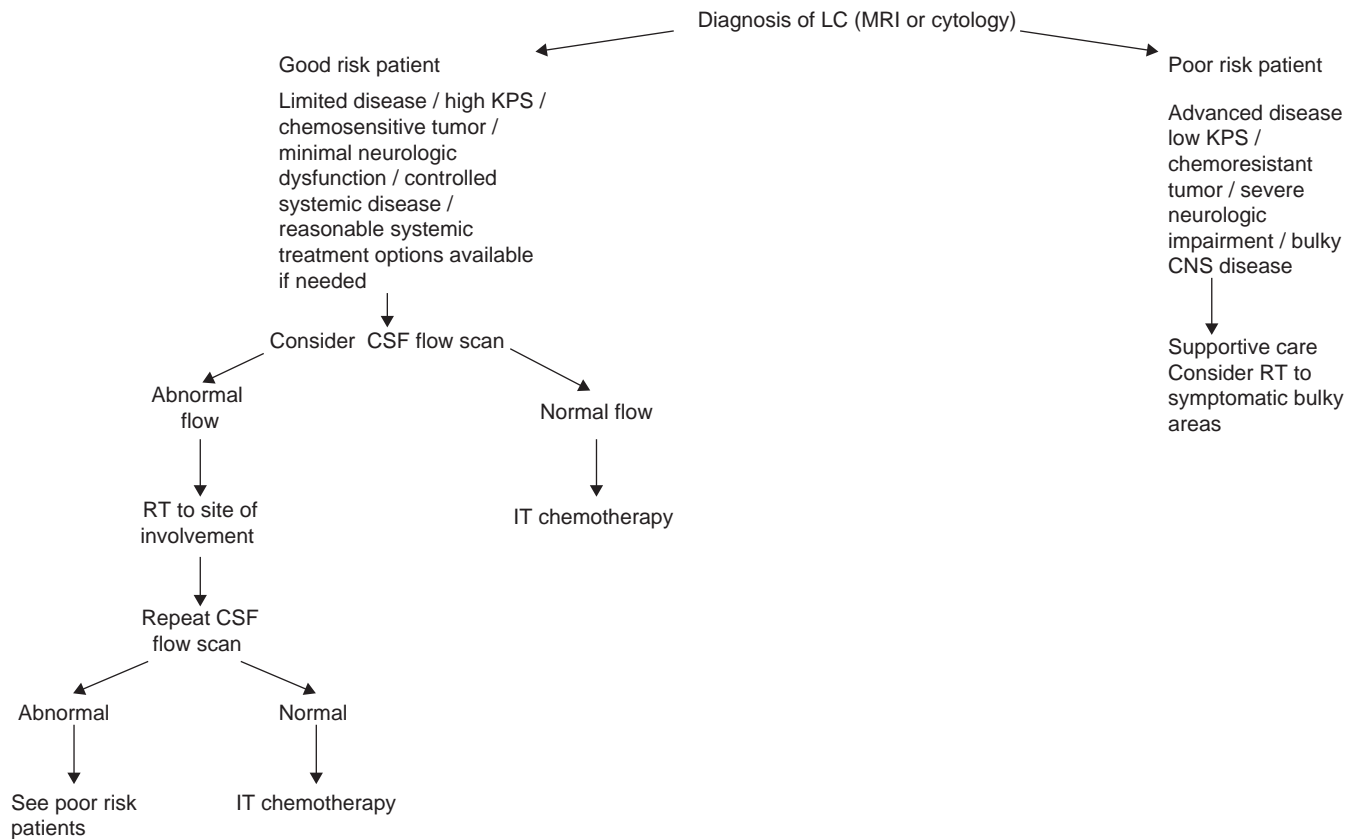 Diagnosis of LC (MRI or cytology)
Good risk patient
Limited disease / high KPS /
chemosensitive tumor /
minimal neurologic
dysfunction / controlled
systemic disease /
reasonable systemic
treatment options available
if needed
Poor risk patient
Advanced disease
low KPS /
chemoresistant
tumor / severe
neurologic
impairment / bulky
CNS disease
Consider CSF flow scan
Supportive care
Consider RT to
symptomatic bulky
areas
Abnormal
flow
Normal flow
RT to site of
involvement
IT chemotherapy
Repeat CSF
flow scan
Abnormal
Normal
See poor risk
patients
IT chemotherapy